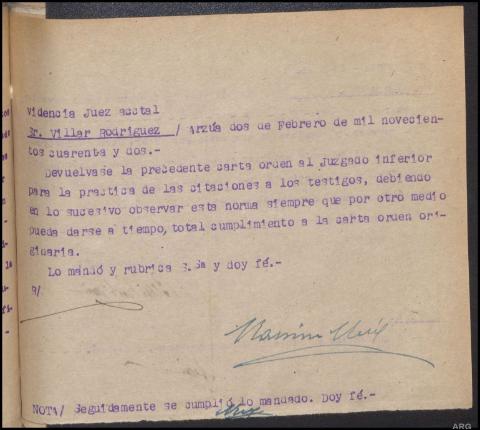 videncia Juez acctal
Sr. Villar Rodriguez / Arzúa dos de Febrero de mil novecien-
tos cuarenta y dos.-
Devuelvase la precedente carta orden al Juzgado inferior
para la practica de las citaciones a los testigos, debiendo
en lo sucesivo observar esta norma siempre que por otro medio
pueda darse a tiempo, total cumplimiento a la carta orden ori-
ginaria.
Lo mandó y rubrica S.Sa y doy fé.-
NOTA/ Seguidamente se cumplió lo mandado. Doy fé.-
ARG